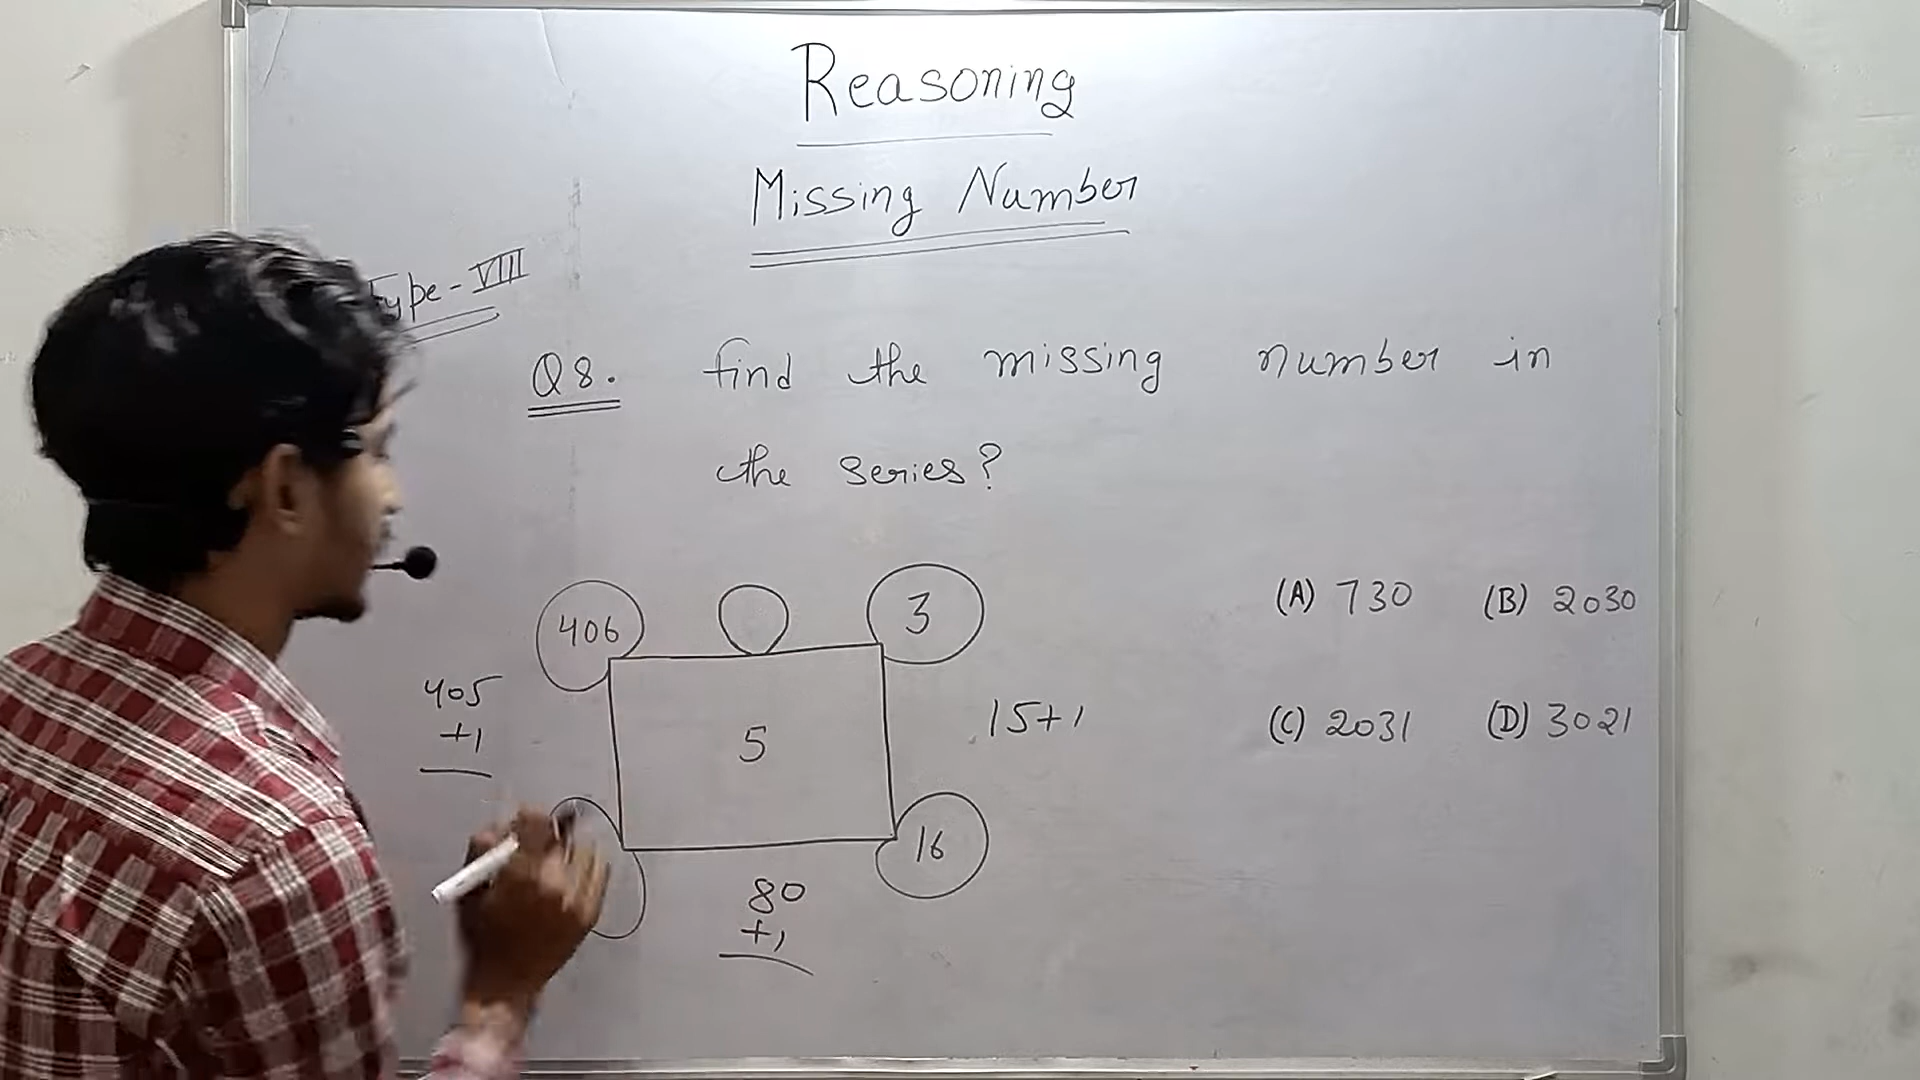 Reasoning
Missing Number
Type - VIII
Q8. find the missing number in
the series?
406 3
(A) 730 (B) 2030
405
+1
5
15+1
(C) 2031 (D) 3021
16
80
+1